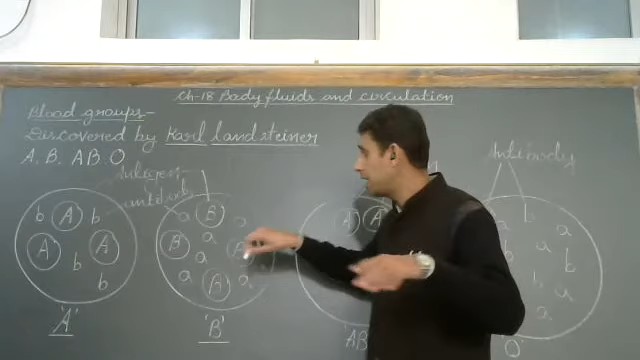 Ch-18 Body fluids and circulation
Blood groups-
Discovered by Karl landsteiner
A, B, AB, O
Antigen
Antibody
Antibody
b A b
A A
b
b
a B a
B a
a
a a
A A
b a
a b
b a
a
'A'
'B'
'AB
'O'